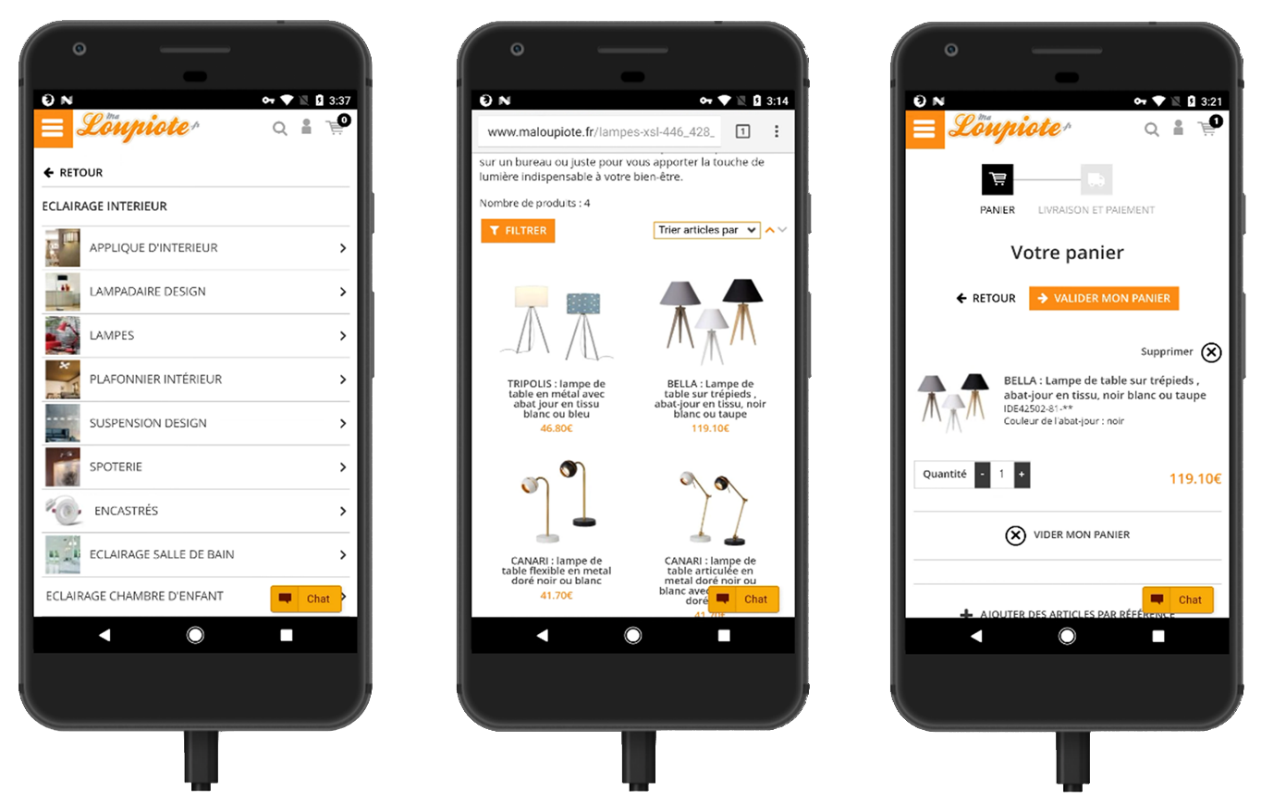 3:37
ma
Loupiote.fr
0
RETOUR
ECLAIRAGE INTERIEUR
APPLIQUE D'INTERIEUR
LAMPADAIRE DESIGN
LAMPES
PLAFONNIER INTÉRIEUR
SUSPENSION DESIGN
SPOTERIE
ENCASTRÉS
ECLAIRAGE SALLE DE BAIN
ECLAIRAGE CHAMBRE D'ENFANT
Chat
3:14
www.maloupiote.fr/lampes-xsl-446_428_
1
sur un bureau ou juste pour vous apporter la touche de
lumière indispensable à votre bien-être.
Nombre de produits : 4
FILTRER
Trier articles par
TRIPOLIS : lampe de
table en métal avec
abat jour en tissu
blanc ou bleu
46.80€
BELLA : Lampe de
table sur trépieds ,
abat-jour en tissu, noir
blanc ou taupe
119.10€
CANARI : lampe de
table flexible en metal
doré noir ou blanc
41.70€
CANARI : lampe de
table articulée en
metal doré noir ou
blanc avec
doré
41.70€
Chat
3:21
ma
Loupiote.fr
1
PANIER
LIVRAISON ET PAIEMENT
Votre panier
RETOUR
VALIDER MON PANIER
Supprimer
BELLA : Lampe de table sur trépieds ,
abat-jour en tissu, noir blanc ou taupe
IDE42502-81-**
Couleur de l'abat-jour : noir
Quantité - 1 +
119.10€
VIDER MON PANIER
AJOUTER DES ARTICLES PAR RÉFÉRENCE
Chat